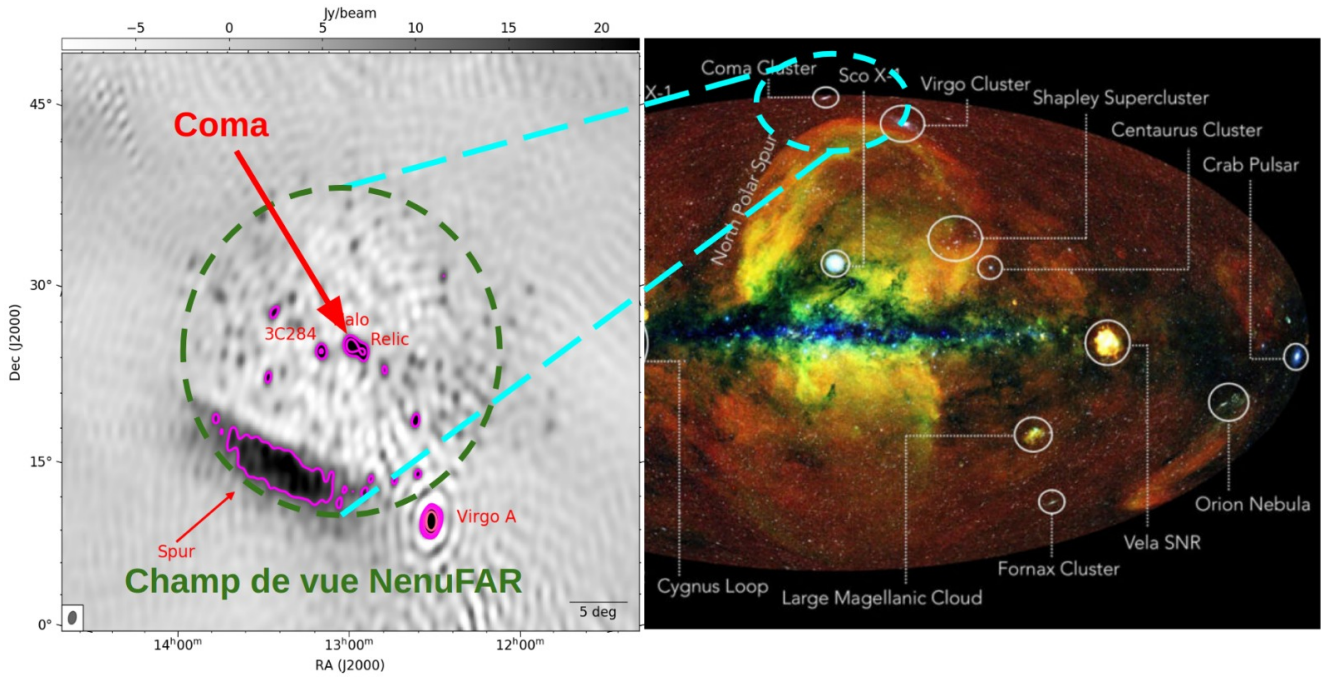 Jy/beam
−5 0 5 10 15 20
45°
30°
15°
0°
Dec (J2000)
Coma
3C284
alo
Relic
Virgo A
Spur
Champ de vue NenuFAR
5 deg
14ʰ00ᵐ 13ʰ00ᵐ 12ʰ00ᵐ
RA (J2000)
Coma Cluster
Sco X-1
X-1
Virgo Cluster
Shapley Supercluster
Centaurus Cluster
Crab Pulsar
North Polar Spur
Orion Nebula
Vela SNR
Fornax Cluster
Cygnus Loop
Large Magellanic Cloud